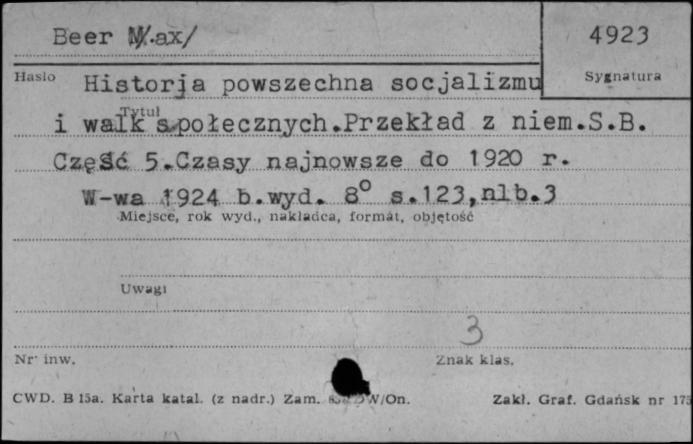 Beer M/ax/
4923
Hasło
Sygnatura
Historja powszechna socjalizmu
Tytuł
i walk społecznych.Przekład z niem.S.B.
Część 5.Czasy najnowsze do 1920 r.
W-wa 1924 b.wyd. 8° s.123,nlb.3
Miejsce, rok wyd., nakładca, format, objętość
Uwagi
3
Nr inw.
Znak klas.
CWD. B 15a. Karta katal. (z nadr.) Zam. W/On.
Zakł. Graf. Gdańsk nr 175